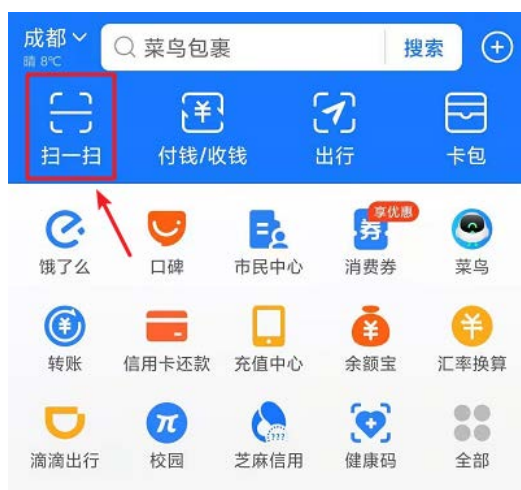 成都
晴 8℃
菜鸟包裹
搜索
扫一扫
付钱/收钱
出行
卡包
享优惠
券
饿了么
口碑
市民中心
消费券
菜鸟
转账
信用卡还款
充值中心
余额宝
汇率换算
滴滴出行
校园
芝麻信用
健康码
全部